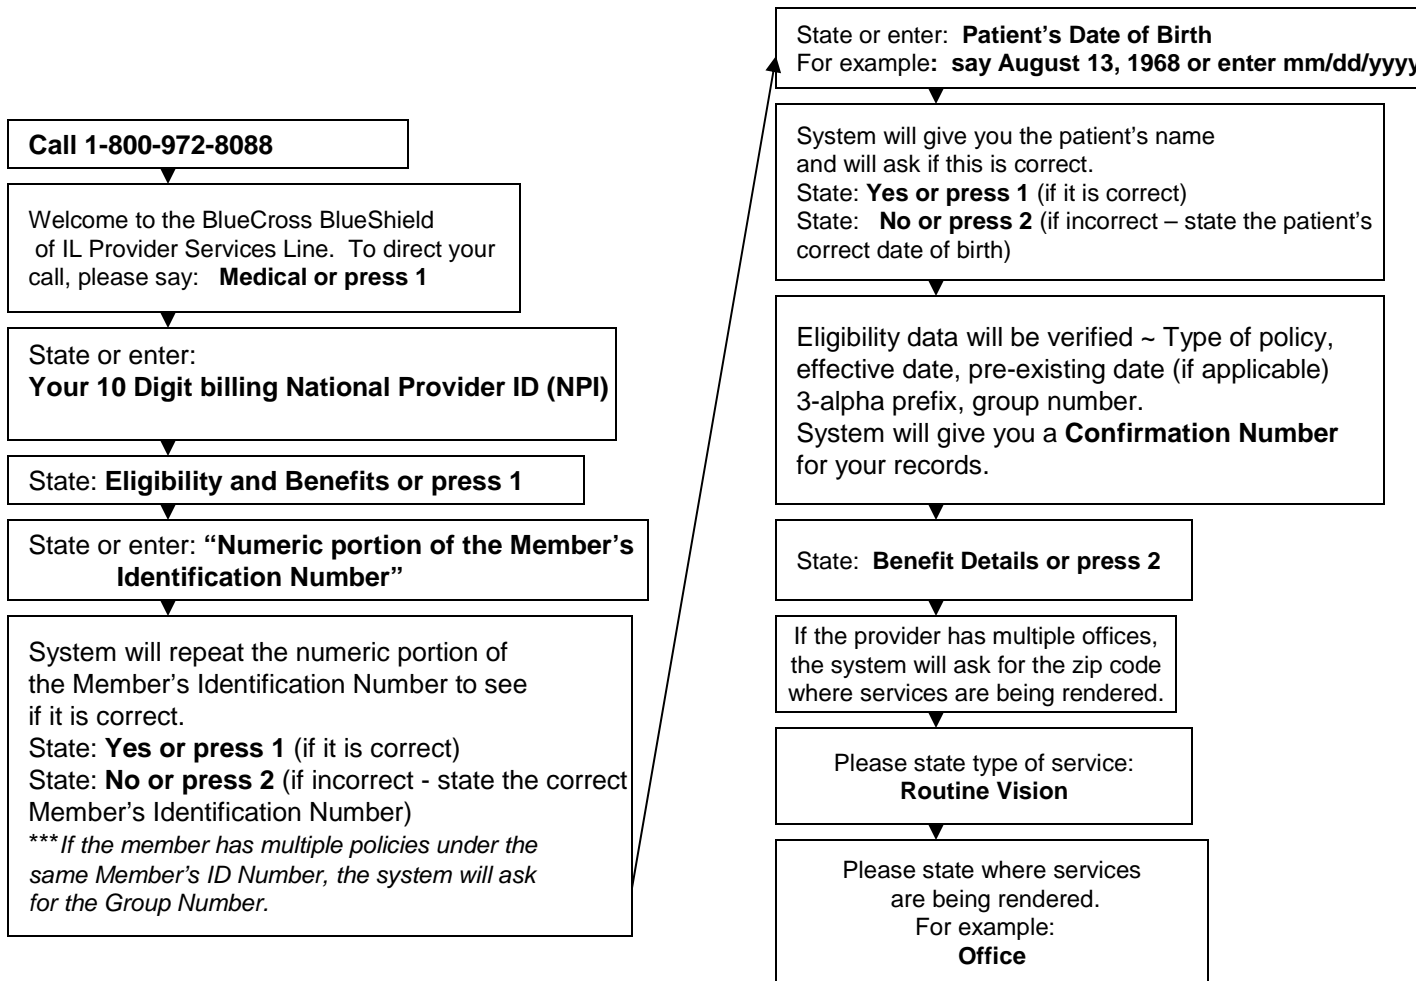 Call 1-800-972-8088
Welcome to the BlueCross BlueShield
of IL Provider Services Line. To direct your
call, please say: Medical or press 1
State or enter:
Your 10 Digit billing National Provider ID (NPI)
State: Eligibility and Benefits or press 1
State or enter: “Numeric portion of the Member’s
Identification Number”
System will repeat the numeric portion of
the Member’s Identification Number to see
if it is correct.
State: Yes or press 1 (if it is correct)
State: No or press 2 (if incorrect - state the correct
Member’s Identification Number)
***If the member has multiple policies under the
same Member’s ID Number, the system will ask
for the Group Number.
State or enter: Patient’s Date of Birth
For example: say August 13, 1968 or enter mm/dd/yyyy
System will give you the patient’s name
and will ask if this is correct.
State: Yes or press 1 (if it is correct)
State: No or press 2 (if incorrect – state the patient’s
correct date of birth)
Eligibility data will be verified ~ Type of policy,
effective date, pre-existing date (if applicable)
3-alpha prefix, group number.
System will give you a Confirmation Number
for your records.
State: Benefit Details or press 2
If the provider has multiple offices,
the system will ask for the zip code
where services are being rendered.
Please state type of service:
Routine Vision
Please state where services
are being rendered.
For example:
Office